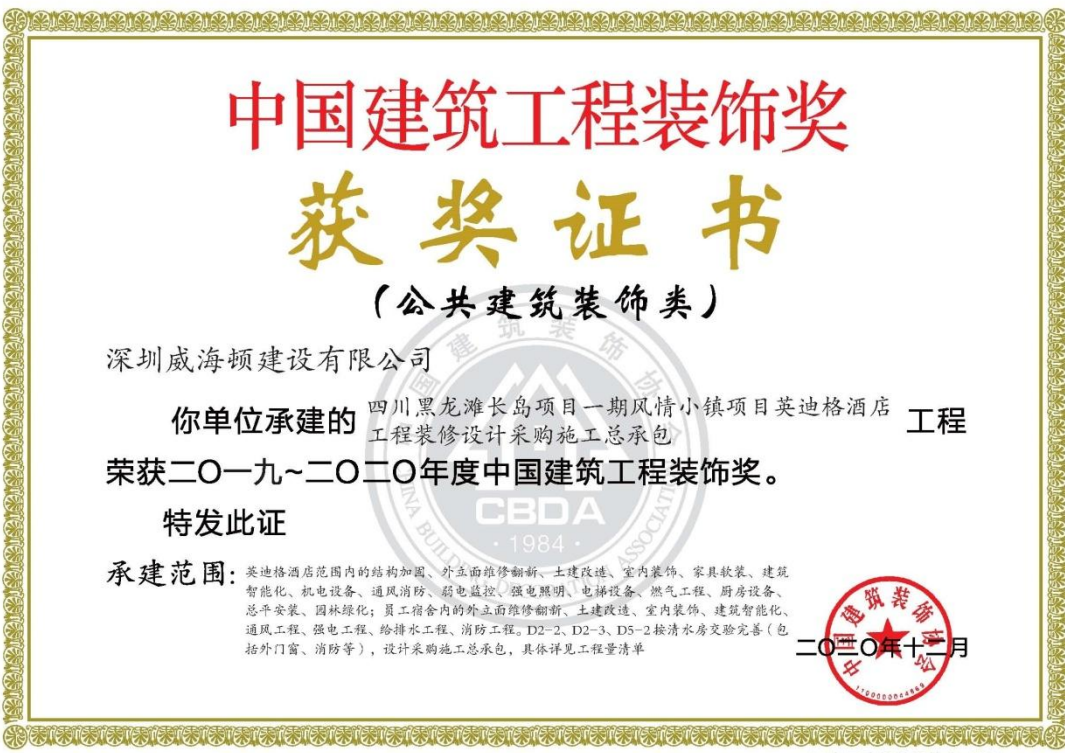 中国建筑工程装饰奖
获奖证书
（公共建筑装饰类）
深圳威海顿建设有限公司
你单位承建的 四川黑龙滩长岛项目一期风情小镇项目英迪格酒店 工程
工程装修设计采购施工总承包
荣获二〇一九~二〇二〇年度中国建筑工程装饰奖。
特发此证
承建范围：英迪格酒店范围内的结构加固、外立面维修翻新、土建改造、室内装饰、家具软装、建筑
智能化、机电设备、通风消防、弱电监控、强电照明、电梯设备、燃气工程、厨房设备、
总平安装、园林绿化；员工宿舍内的外立面维修翻新、土建改造、室内装饰、建筑智能化、
通风工程、强电工程、给排水工程、消防工程。D2-2、D2-3、D5-2接清水房交验完善（包
括外门窗、消防等），设计采购施工总承包，具体详见工程量清单
二〇二〇年十二月
中国建筑装饰协会
中国建筑装饰协会
CHINA BUILDING DECORATION ASSOCIATION
CBDA
·1984·